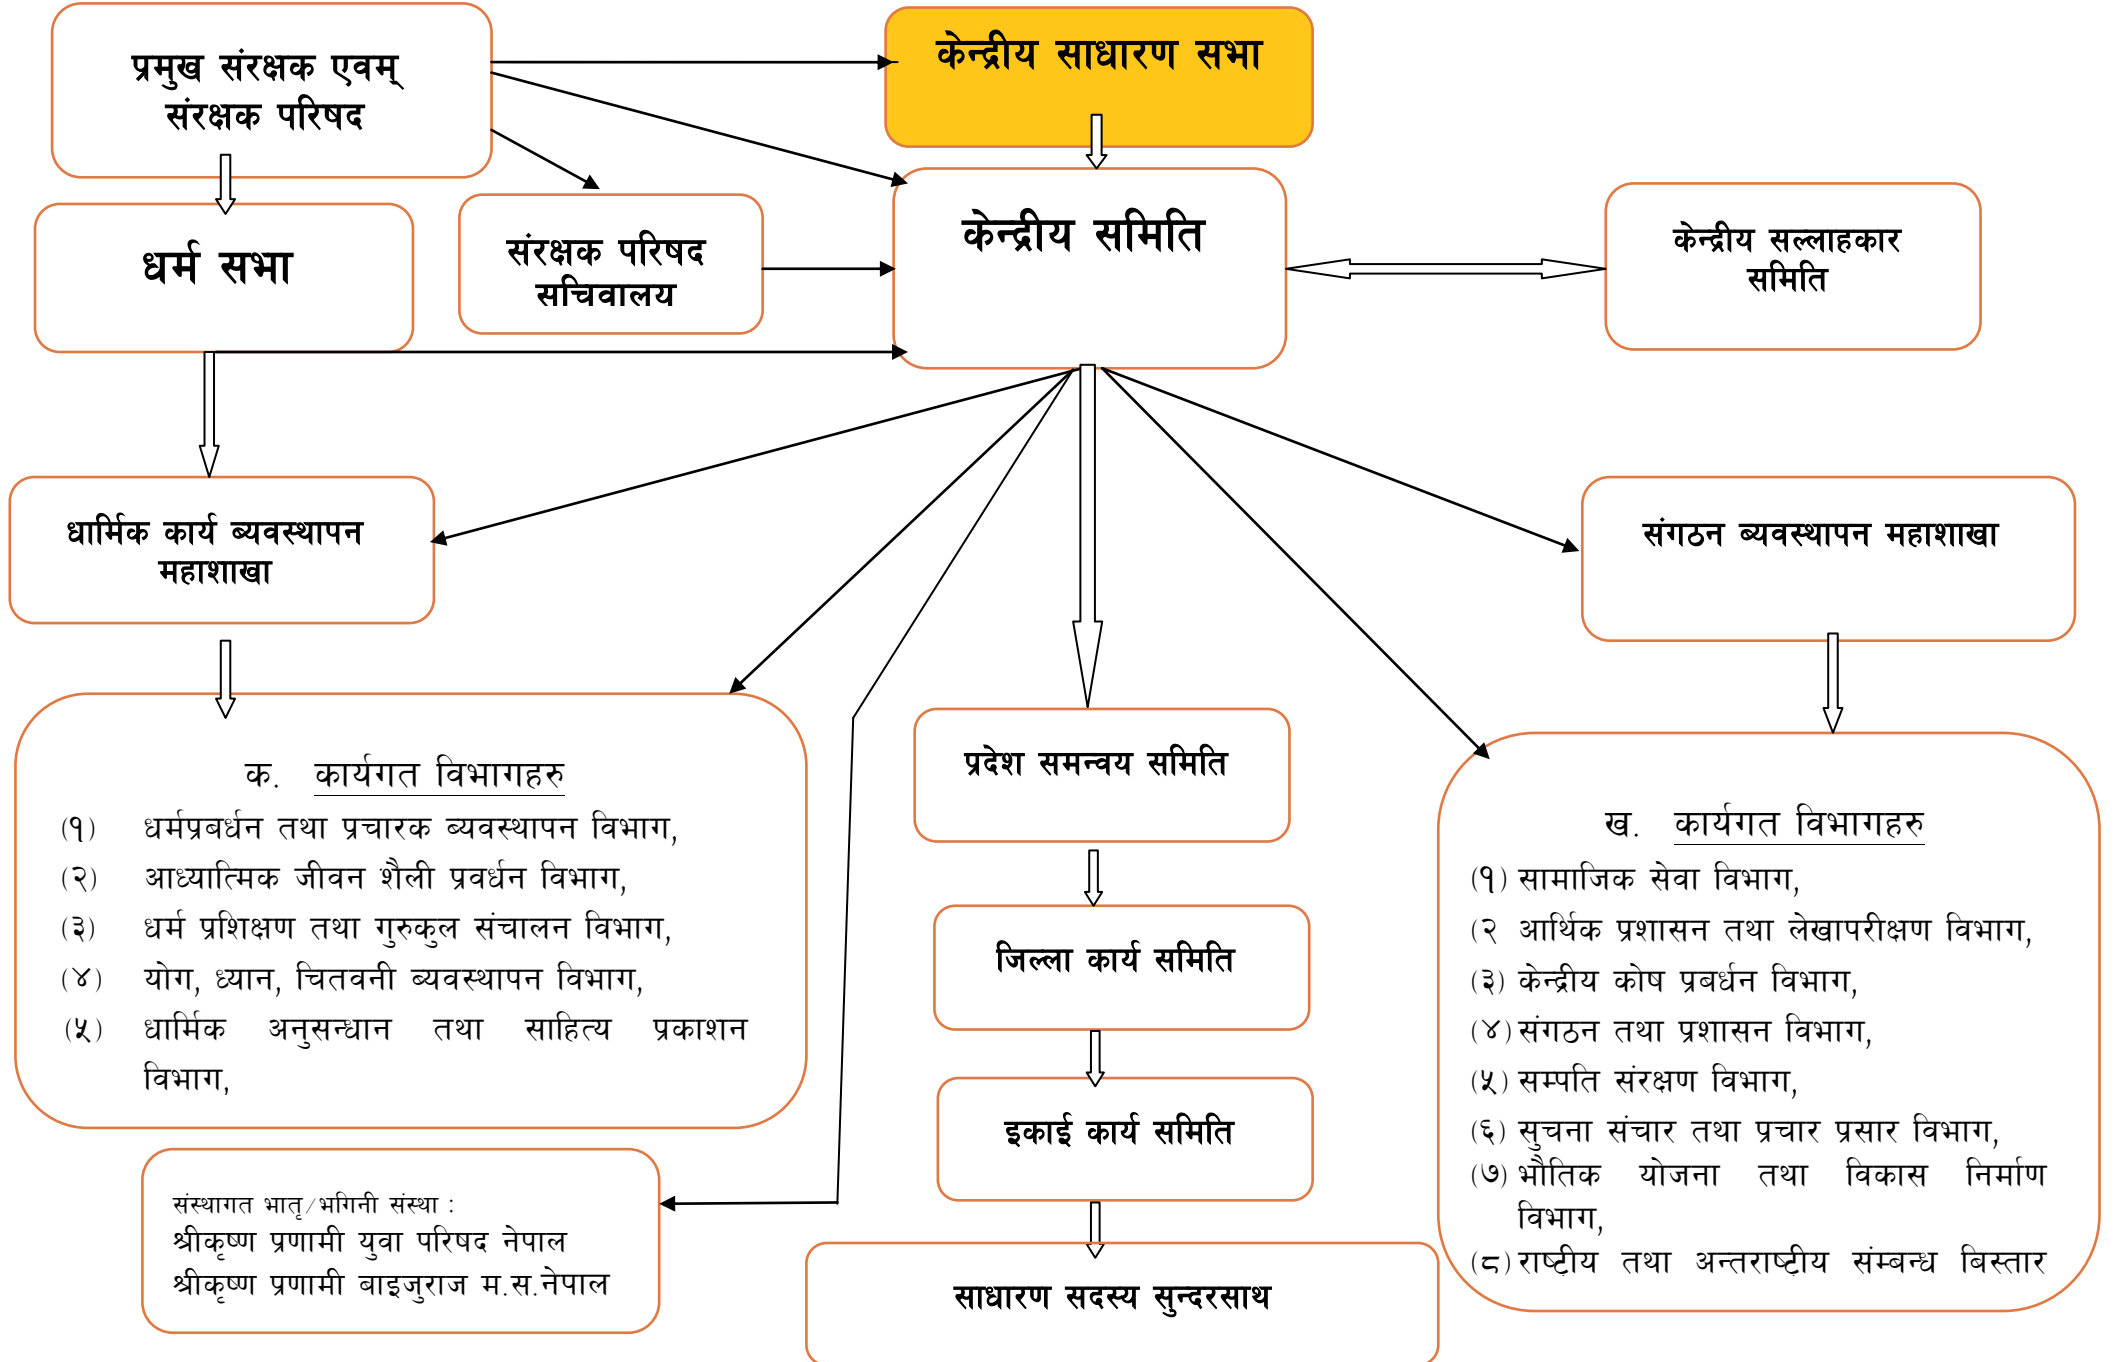 प्रमुख संरक्षक एवम्
संरक्षक परिषद
केन्द्रीय साधारण सभा
धर्म सभा
संरक्षक परिषद
सचिवालय
केन्द्रीय समिति
केन्द्रीय सल्लाहकार
समिति
धार्मिक कार्य ब्यवस्थापन
महाशाखा
संगठन ब्यवस्थापन महाशाखा
क. कार्यगत विभागहरु
(१) धर्मप्रबर्धन तथा प्रचारक ब्यवस्थापन विभाग,
(२) आध्यात्मिक जीवन शैली प्रवर्धन विभाग,
(३) धर्म प्रशिक्षण तथा गुरुकुल संचालन विभाग,
(४) योग, ध्यान, चितवनी ब्यवस्थापन विभाग,
(५) धार्मिक अनुसन्धान तथा साहित्य प्रकाशन
विभाग,
संस्थागत भातृ/भगिनी संस्था :
श्रीकृष्ण प्रणामी युवा परिषद नेपाल
श्रीकृष्ण प्रणामी बाइजुराज म.स.नेपाल
प्रदेश समन्वय समिति
जिल्ला कार्य समिति
इकाई कार्य समिति
साधारण सदस्य सुन्दरसाथ
ख. कार्यगत विभागहरु
(१) सामाजिक सेवा विभाग,
(२ आर्थिक प्रशासन तथा लेखापरीक्षण विभाग,
(३) केन्द्रीय कोष प्रबर्धन विभाग,
(४) संगठन तथा प्रशासन विभाग,
(५) सम्पति संरक्षण विभाग,
(६) सुचना संचार तथा प्रचार प्रसार विभाग,
(७) भौतिक योजना तथा विकास निर्माण
विभाग,
(८) राष्ट्रीय तथा अन्तराष्ट्रीय संम्बन्ध बिस्तार